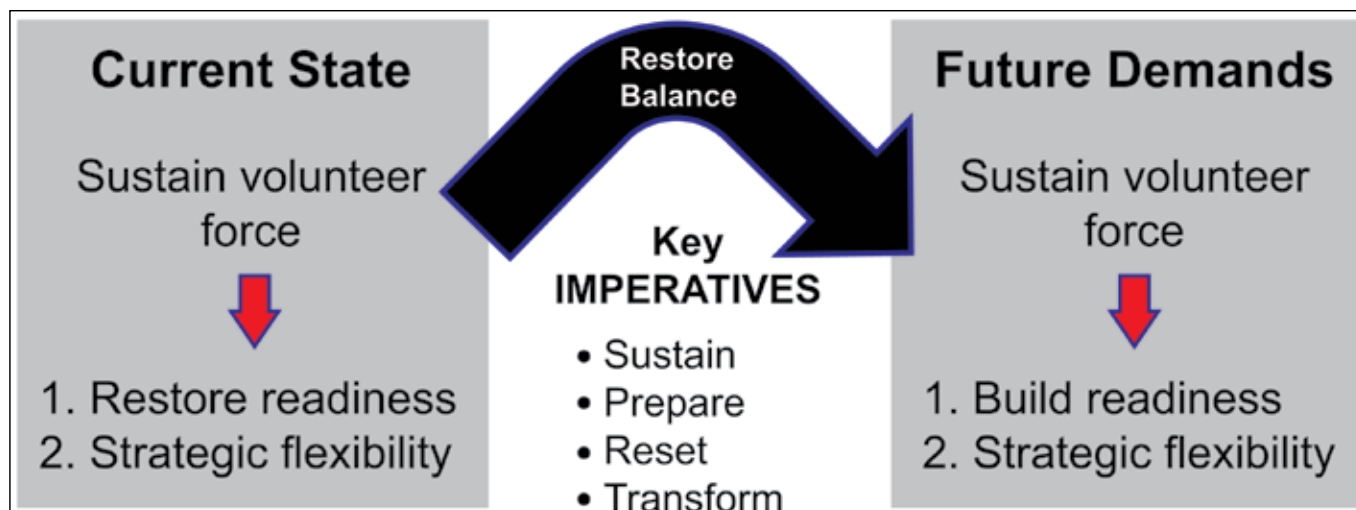 Current State
Sustain volunteer
force
1. Restore readiness
2. Strategic flexibility
Restore
Balance
Key
IMPERATIVES
• Sustain
• Prepare
• Reset
• Transform
Future Demands
Sustain volunteer
force
1. Build readiness
2. Strategic flexibility